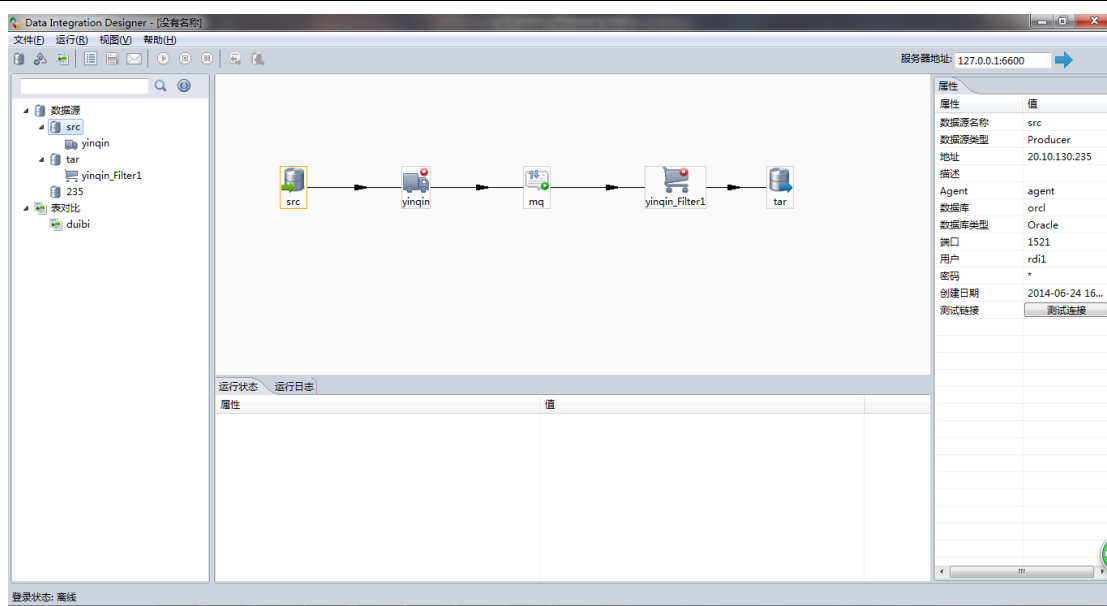 Data Integration Designer - [没有名称]
文件(F) 运行(R) 视图(V) 帮助(H)
服务器地址: 127.0.0.1:6600
数据源
src
yinqin
tar
yinqin_Filter1
235
表对比
duibi
src yinqin mq yinqin_Filter1 tar
运行状态 运行日志
属性 值
属性
属性 值
数据源名称 src
数据源类型 Producer
地址 20.10.130.235
描述
Agent agent
数据库 orcl
数据库类型 Oracle
端口 1521
用户 rdi1
密码 *
创建日期 2014-06-24 16...
测试链接 测试连接
登录状态: 离线